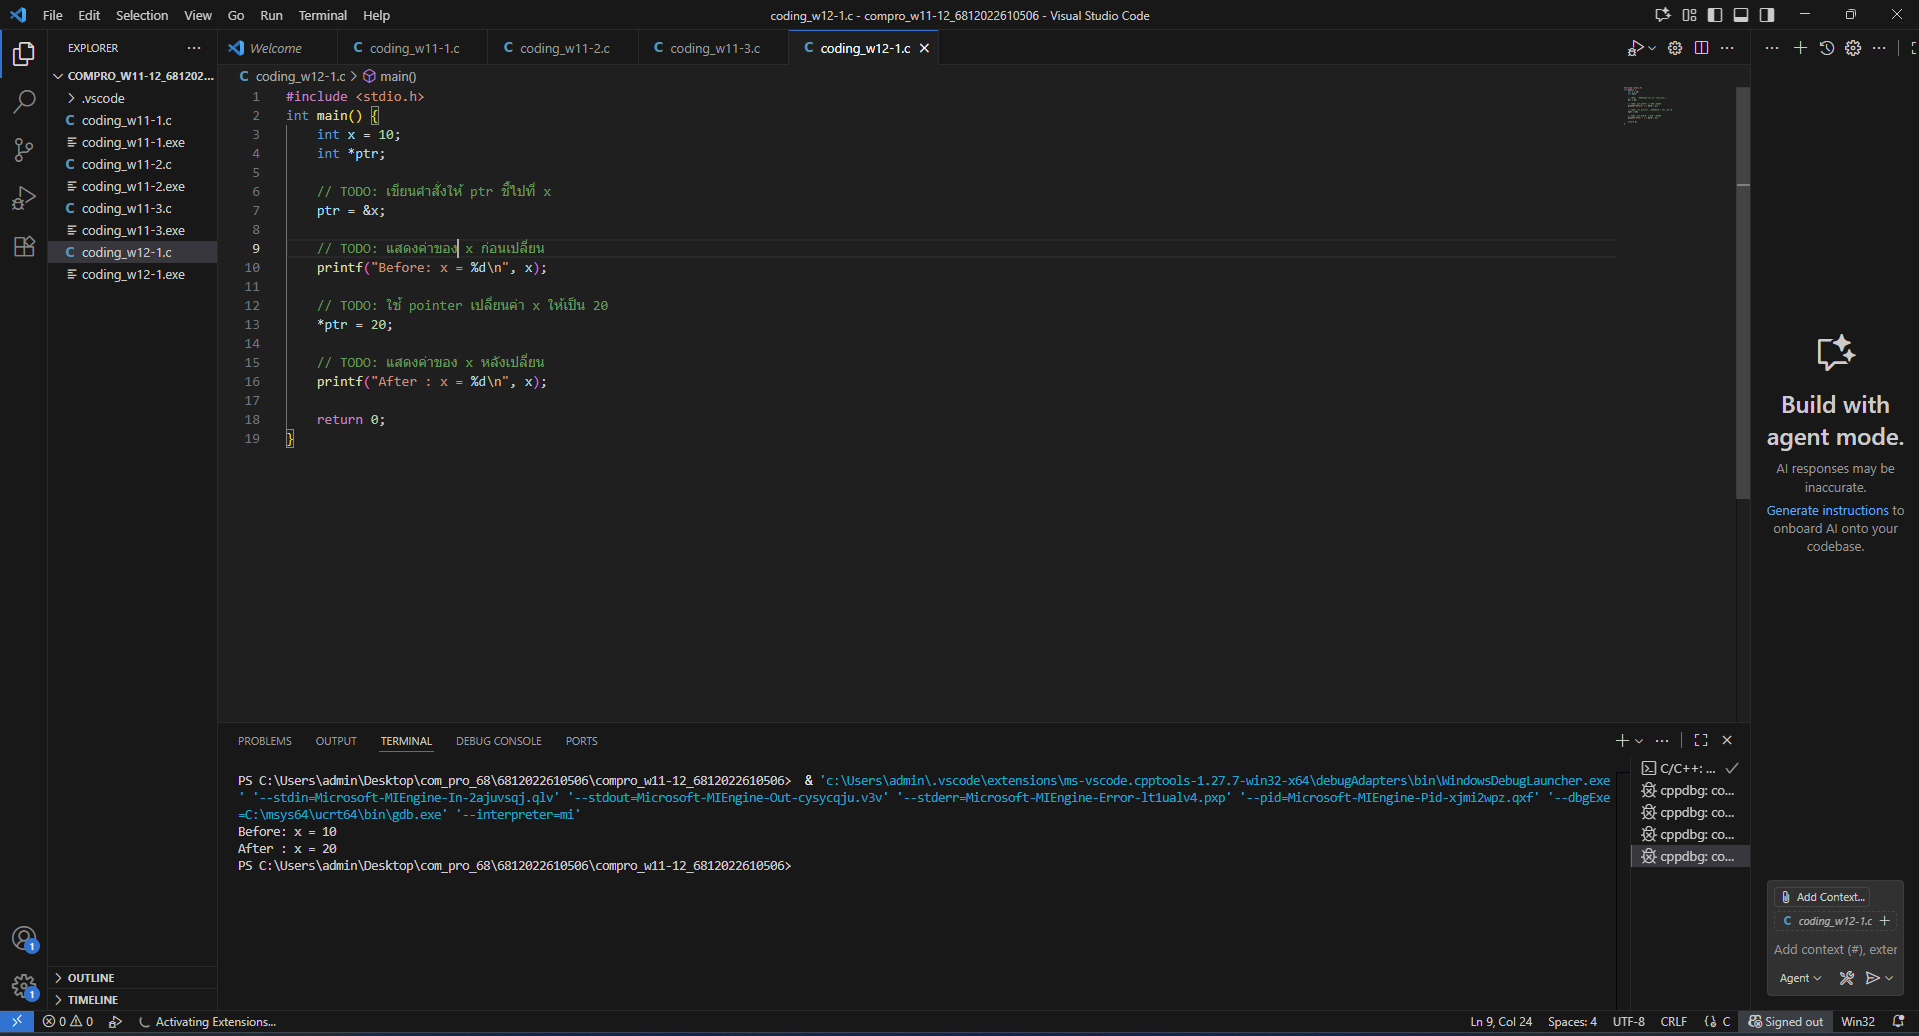 File Edit Selection View Go Run Terminal Help
coding_w12-1.c - compro_w11-12_6812022610506 - Visual Studio Code
EXPLORER
COMPRO_W11-12_681202...
.vscode
C coding_w11-1.c
coding_w11-1.exe
C coding_w11-2.c
coding_w11-2.exe
C coding_w11-3.c
coding_w11-3.exe
C coding_w12-1.c
coding_w12-1.exe
OUTLINE
TIMELINE
Welcome
C coding_w11-1.c
C coding_w11-2.c
C coding_w11-3.c
C coding_w12-1.c
C coding_w12-1.c > main()
1 #include <stdio.h>
2 int main() {
3 int x = 10;
4 int *ptr;
5
6 // TODO: เขียนคำสั่งให้ ptr ชี้ไปที่ x
7 ptr = &x;
8
9 // TODO: แสดงค่าของ x ก่อนเปลี่ยน
10 printf("Before: x = %d\n", x);
11
12 // TODO: ใช้ pointer เปลี่ยนค่า x ให้เป็น 20
13 *ptr = 20;
14
15 // TODO: แสดงค่าของ x หลังเปลี่ยน
16 printf("After : x = %d\n", x);
17
18 return 0;
19 }
PROBLEMS OUTPUT TERMINAL DEBUG CONSOLE PORTS
PS C:\Users\admin\Desktop\com_pro_68\6812022610506\compro_w11-12_6812022610506> & 'c:\Users\admin\.vscode\extensions\ms-vscode.cpptools-1.27.7-win32-x64\debugAdapters\bin\WindowsDebugLauncher.exe
' '--stdin=Microsoft-MIEngine-In-2ajuvsqj.qlv' '--stdout=Microsoft-MIEngine-Out-cysycqju.v3v' '--stderr=Microsoft-MIEngine-Error-lt1ualv4.pxp' '--pid=Microsoft-MIEngine-Pid-xjmi2wpz.qxf' '--dbgExe
=C:\msys64\ucrt64\bin\gdb.exe' '--interpreter=mi'
Before: x = 10
After : x = 20
PS C:\Users\admin\Desktop\com_pro_68\6812022610506\compro_w11-12_6812022610506>
C/C++: ...
cppdbg: co...
cppdbg: co...
cppdbg: co...
cppdbg: co...
Build with
agent mode.
AI responses may be
inaccurate.
Generate instructions to
onboard AI onto your
codebase.
Add Context...
C coding_w12-1.c
Add context (#), exter
Agent
1
1
0 0 Activating Extensions...
Ln 9, Col 24 Spaces: 4 UTF-8 CRLF {} C Signed out Win32